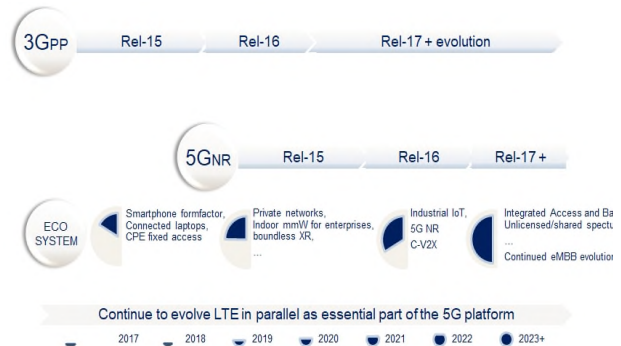 3GPP
Rel-15
Rel-16
Rel-17 + evolution
5GNR
Rel-15
Rel-16
Rel-17 +
ECO
SYSTEM
Smartphone formfactor,
Connected laptops,
CPE fixed access
Private networks,
Indoor mmW for enterprises,
boundless XR,
...
Industrial IoT,
5G NR
C-V2X
Integrated Access and
Unlicensed/shared
...
Continued eMBB
Continue to evolve LTE in parallel as essential part of the 5G platform
2017
2018
2019
2020
2021
2022
2023+